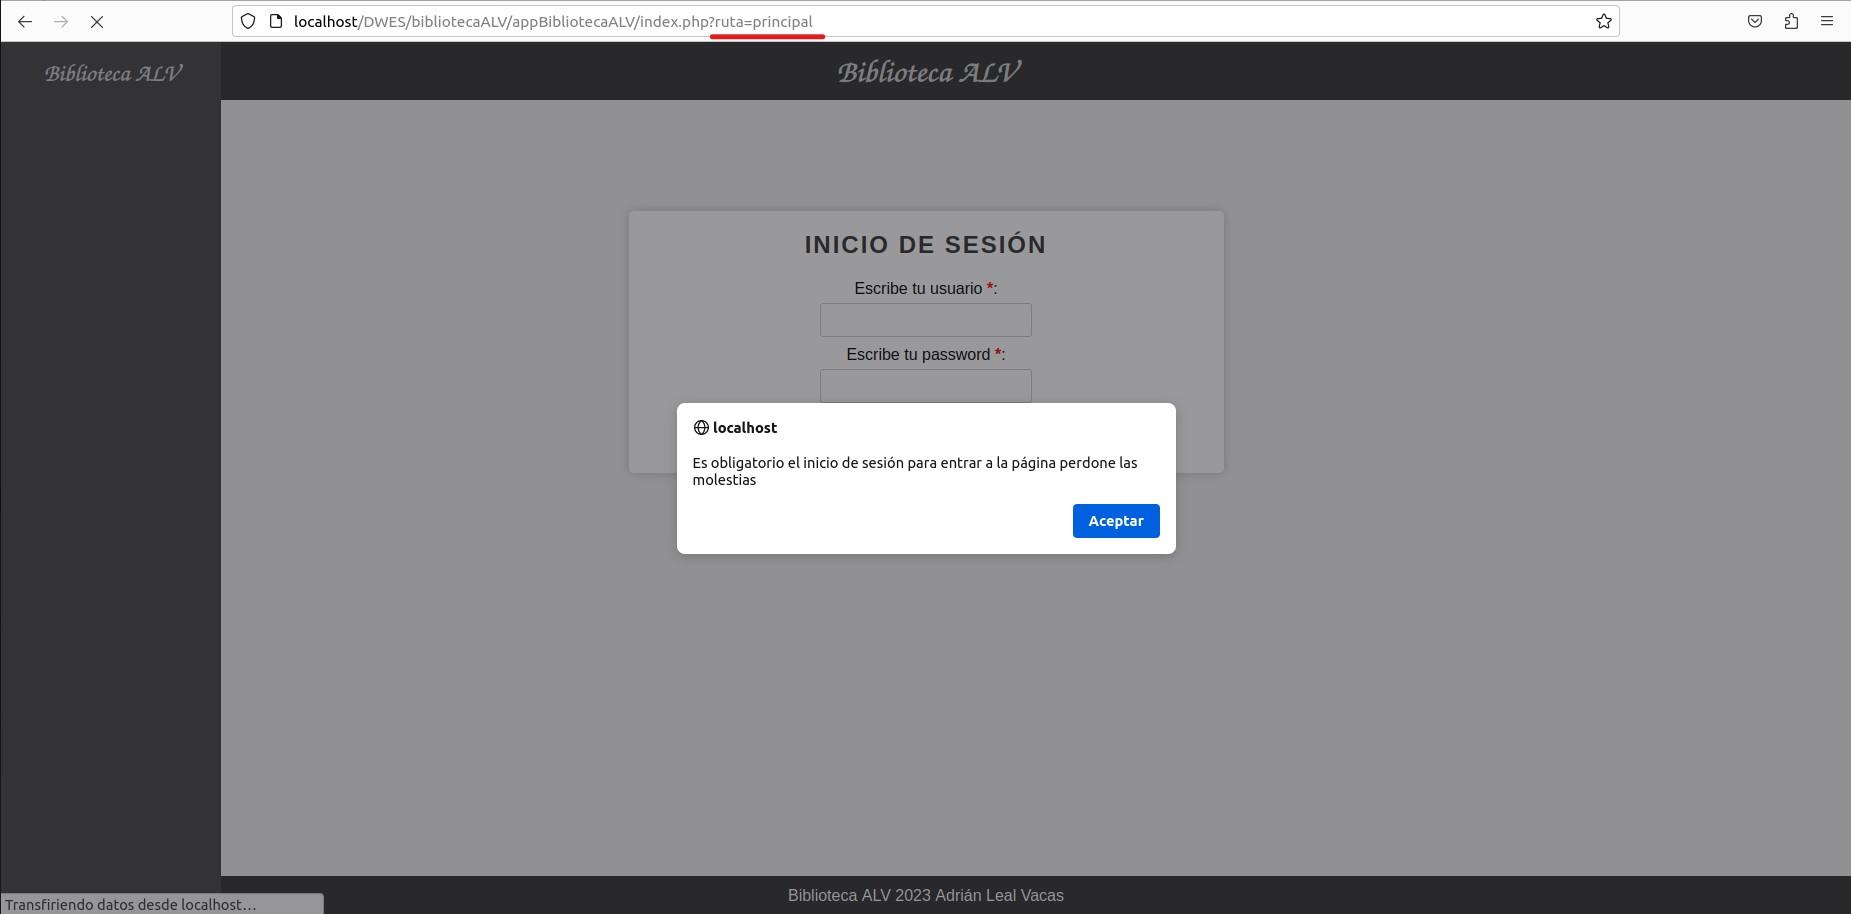 localhost/DWES/bibliotecaALV/appBibliotecaALV/index.php?ruta=principal
Biblioteca ALV
Biblioteca ALV
INICIO DE SESIÓN
Escribe tu usuario *:
Escribe tu password *:
localhost
Es obligatorio el inicio de sesión para entrar a la página perdone las
molestias
Aceptar
Biblioteca ALV 2023 Adrián Leal Vacas
Transfiriendo datos desde localhost…